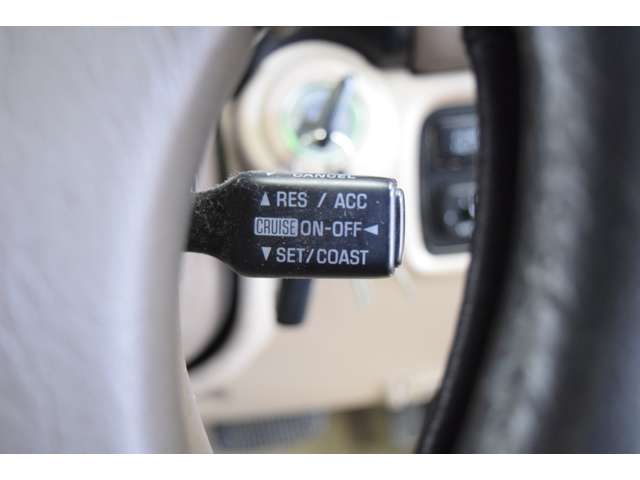 CANCEL
▲ RES / ACC
CRUISE ON-OFF ◄
▼ SET/COAST